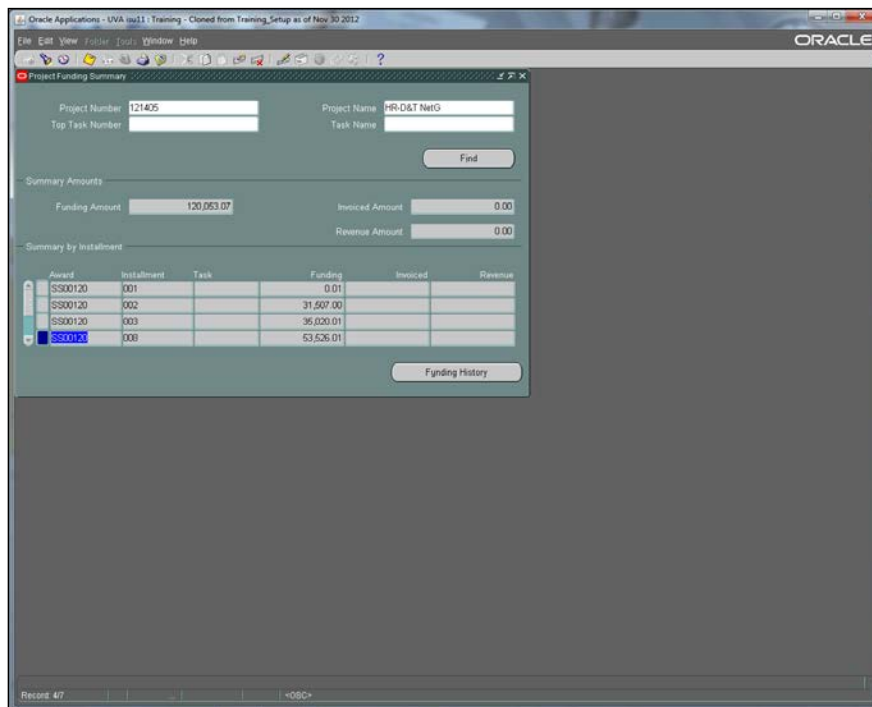 Oracle Applications - UVA isu11 : Training - Cloned from Training_Setup as of Nov 30 2012
File Edit View Folder Tools Window Help
ORACLE
Project Funding Summary
Project Number 121405 Project Name HR-D&T NetG
Top Task Number Task Name
Find
Summary Amounts
Funding Amount 120,053.07 Invoiced Amount 0.00
Revenue Amount 0.00
Summary by Installment
Award Installment Task Funding Invoiced Revenue
SS00120 001 0.01
SS00120 002 31,507.00
SS00120 003 35,020.01
SS00120 008 53,526.01
Funding History
Record: 4/7 ... <OSC>